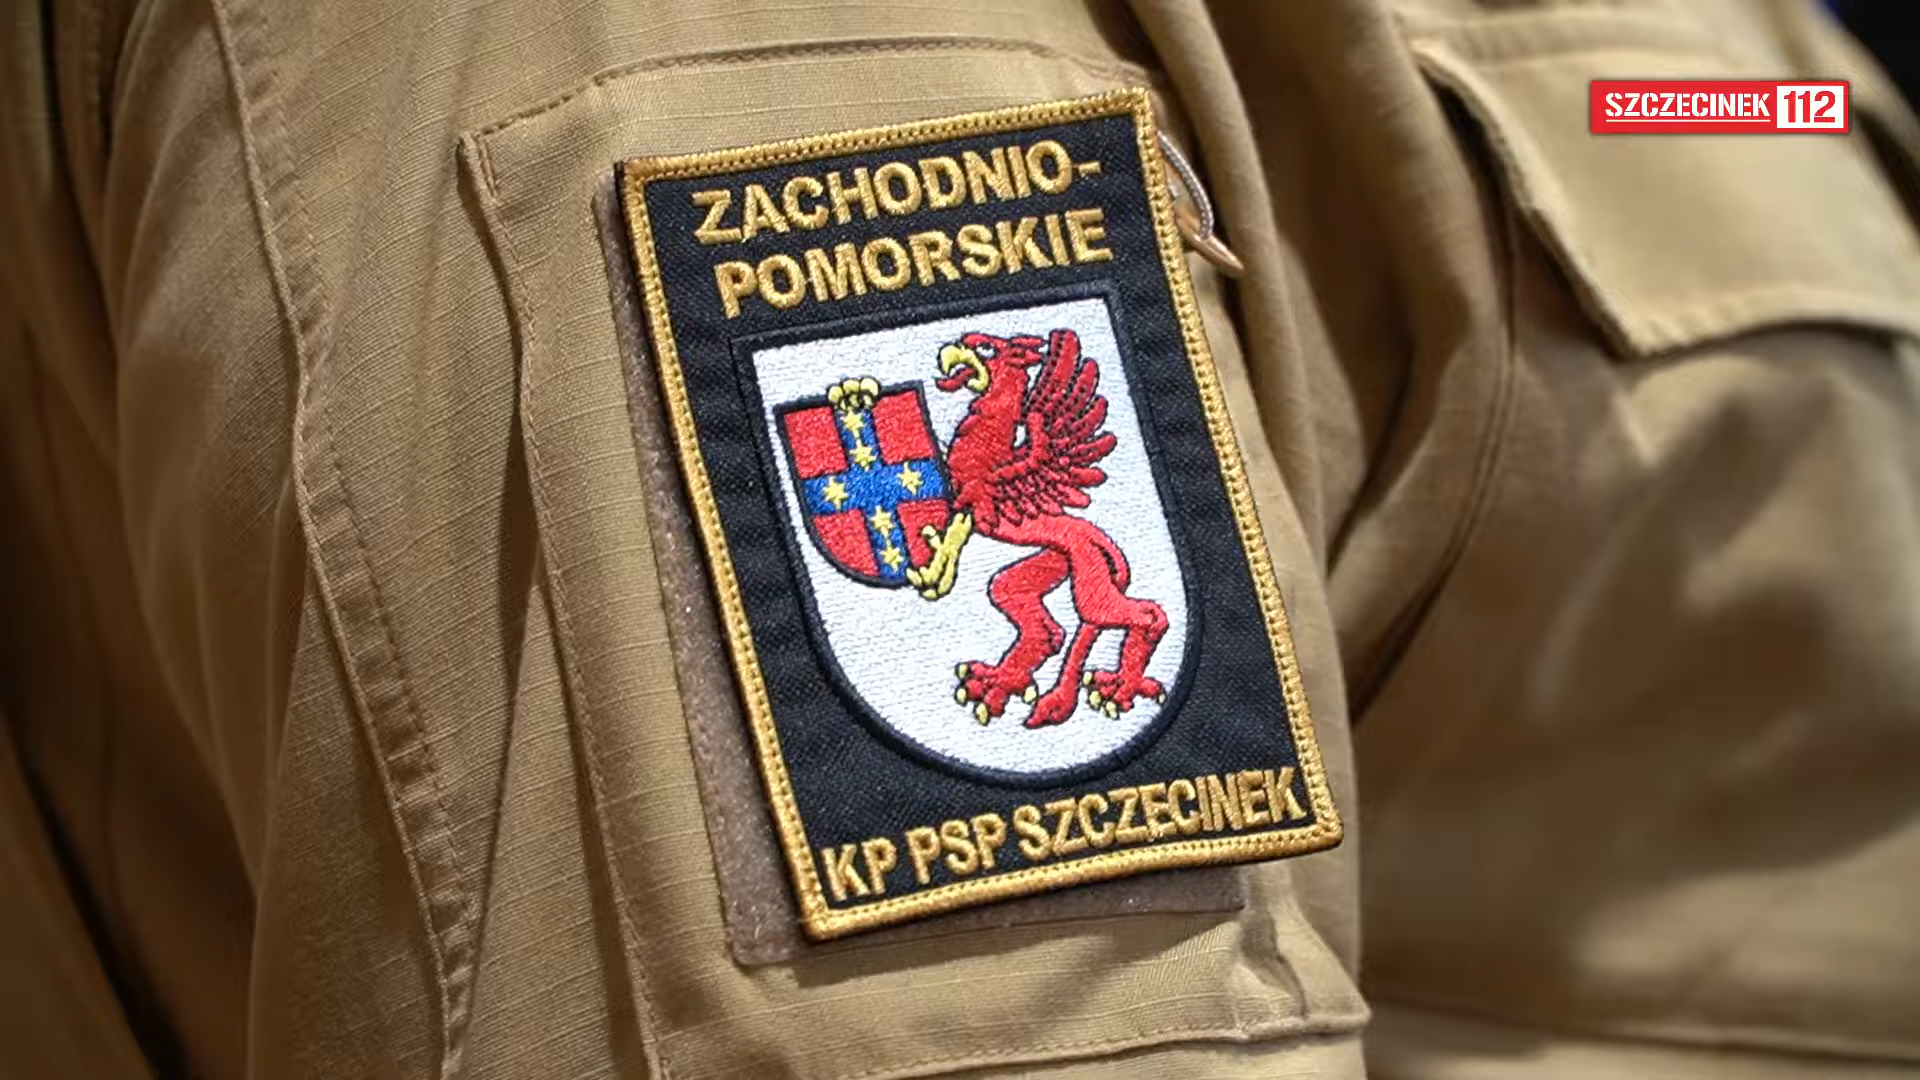 SZCZECINEK 112
ZACHODNIO-
POMORSKIE
KP PSP SZCZECINEK